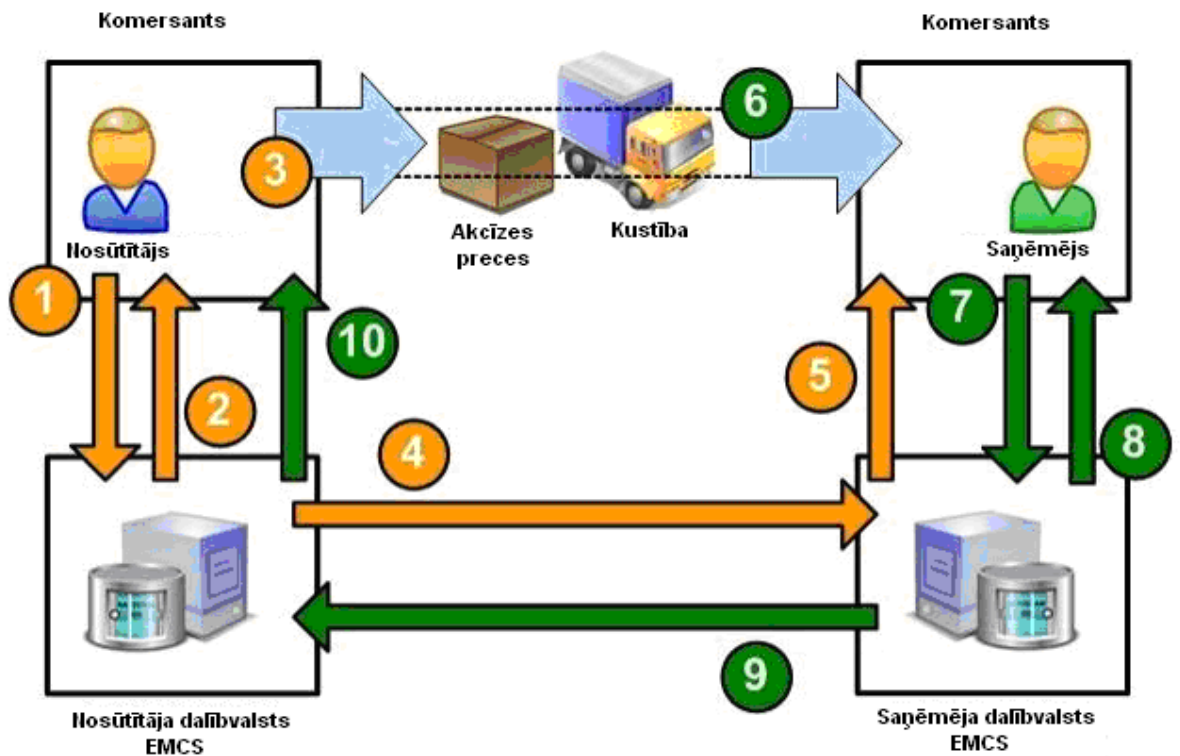 Komersants
Komersants
6
3
Akcīzes
preces
Kustība
Nosūtītājs
Saņēmējs
1
7
10
5
2
4
8
9
Nosūtītāja dalībvalsts
EMCS
Saņēmēja dalībvalsts
EMCS